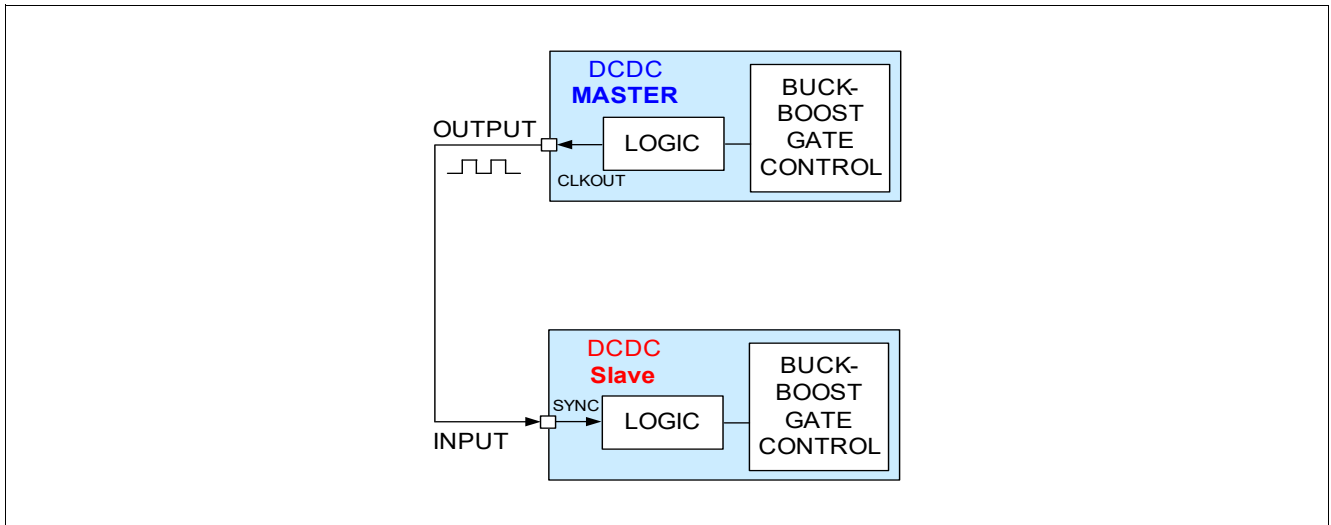 DCDC
MASTER
BUCK-
BOOST
GATE
CONTROL
OUTPUT
LOGIC
CLKOUT
DCDC
Slave
BUCK-
BOOST
GATE
CONTROL
SYNC
LOGIC
INPUT